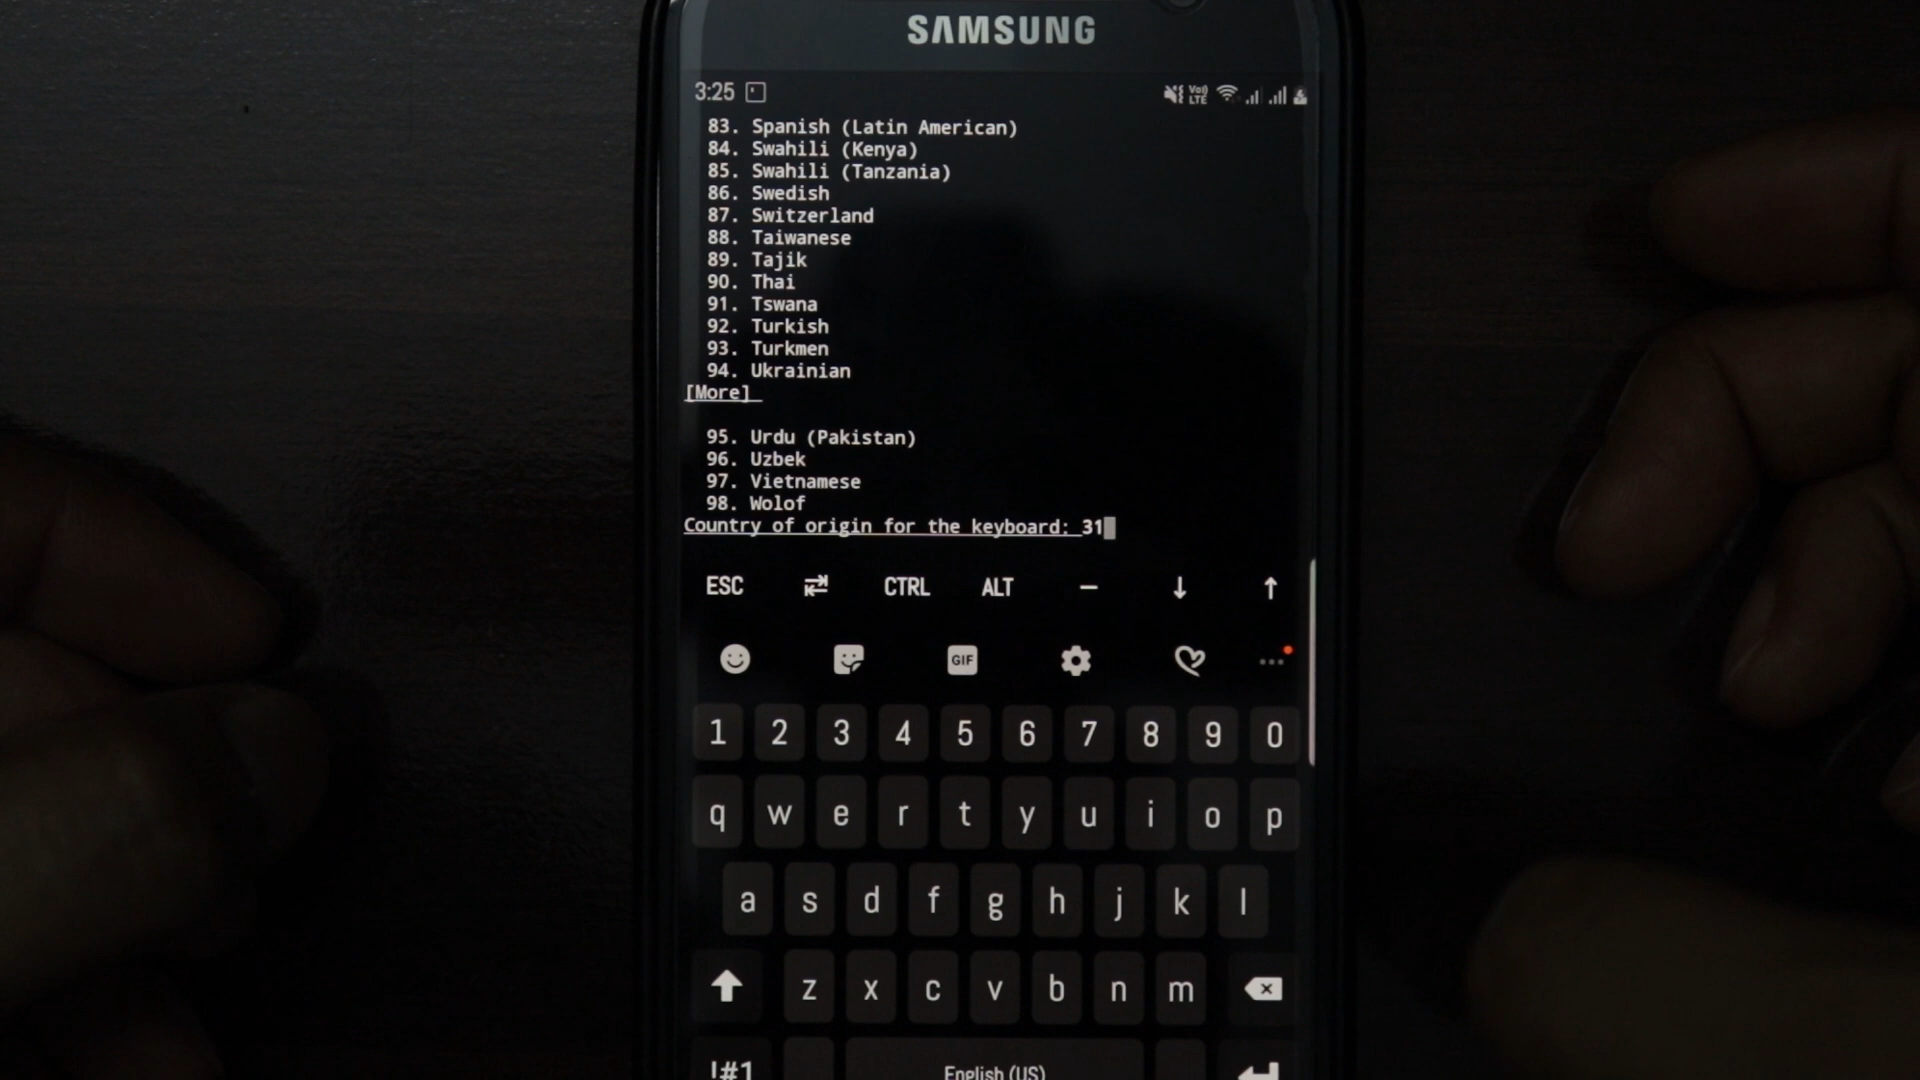 SAMSUNG
3:25 Vo)) LTE
83. Spanish (Latin American)
84. Swahili (Kenya)
85. Swahili (Tanzania)
86. Swedish
87. Switzerland
88. Taiwanese
89. Tajik
90. Thai
91. Tswana
92. Turkish
93. Turkmen
94. Ukrainian
[More]
95. Urdu (Pakistan)
96. Uzbek
97. Vietnamese
98. Wolof
Country of origin for the keyboard: 31
ESC CTRL ALT – ↓ ↑
GIF ...
1 2 3 4 5 6 7 8 9 0
q w e r t y u i o p
a s d f g h j k l
z x c v b n m
!#1 English (US)